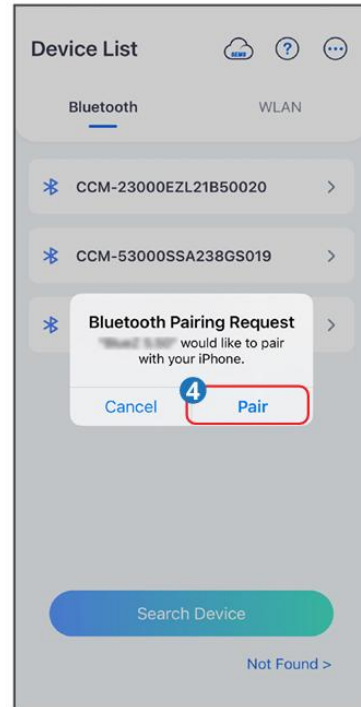 Device List
DEMO
?
Bluetooth WLAN
CCM-23000EZL21B50020
CCM-53000SSA238GS019
Bluetooth Pairing Request
would like to pair
with your iPhone.
4
Cancel Pair
Search Device
Not Found >